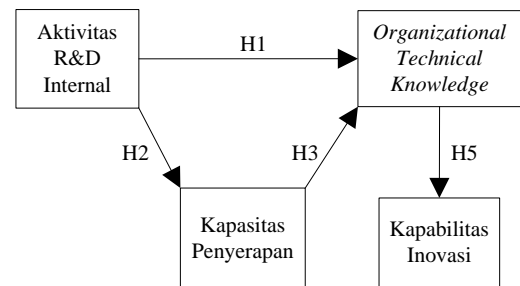 Aktivitas
R&D
Internal
H1
Organizational
Technical
Knowledge
H2
H3
H5
Kapasitas
Penyerapan
Kapabilitas
Inovasi